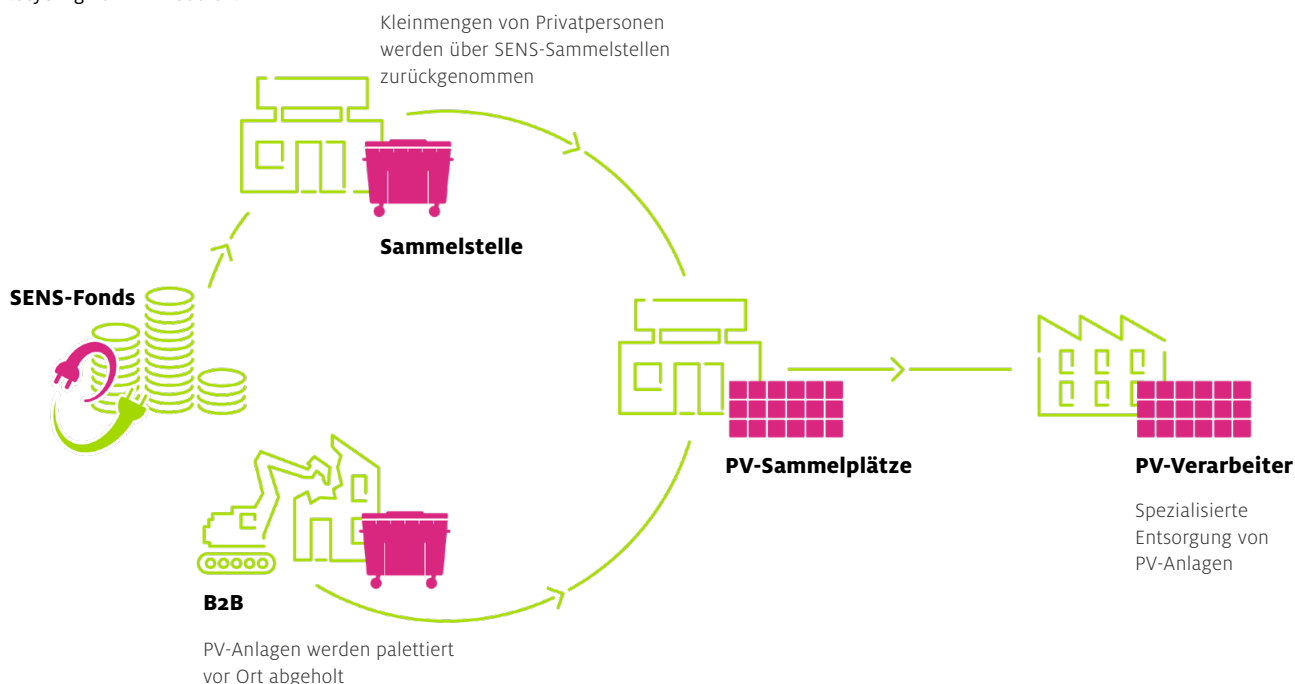 Kleinmengen von Privatpersonen
werden über SENS-Sammelstellen
zurückgenommen
Sammelstelle
SENS-Fonds
PV-Sammelplätze
PV-Verarbeiter
Spezialisierte
Entsorgung von
PV-Anlagen
B2B
PV-Anlagen werden palettiert
vor Ort abgeholt